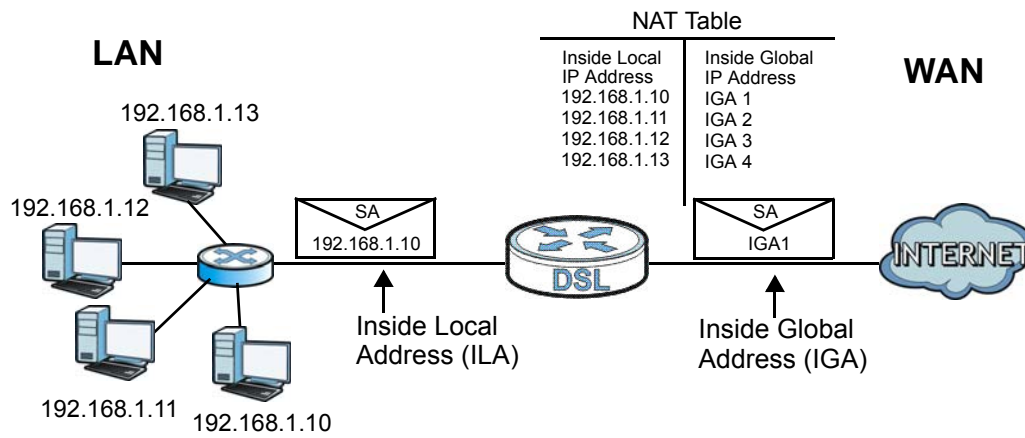 NAT Table
LAN
WAN
Inside Local
IP Address
192.168.1.10
192.168.1.11
192.168.1.12
192.168.1.13
Inside Global
IP Address
IGA 1
IGA 2
IGA 3
IGA 4
192.168.1.13
192.168.1.12
192.168.1.11
192.168.1.10
SA
192.168.1.10
DSL
SA
IGA1
INTERNET
Inside Local
Address (ILA)
Inside Global
Address (IGA)